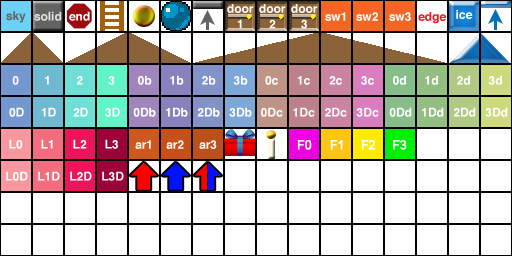 sky solid end door 1 door 2 door 3 sw1 sw2 sw3 edge ice
0 1 2 3 0b 1b 2b 3b 0c 1c 2c 3c 0d 1d 2d 3d
0D 1D 2D 3D 0Db 1Db 2Db 3Db 0Dc 1Dc 2Dc 3Dc 0Dd 1Dd 2Dd 3Dd
L0 L1 L2 L3 ar1 ar2 ar3 F0 F1 F2 F3
L0D L1D L2D L3D